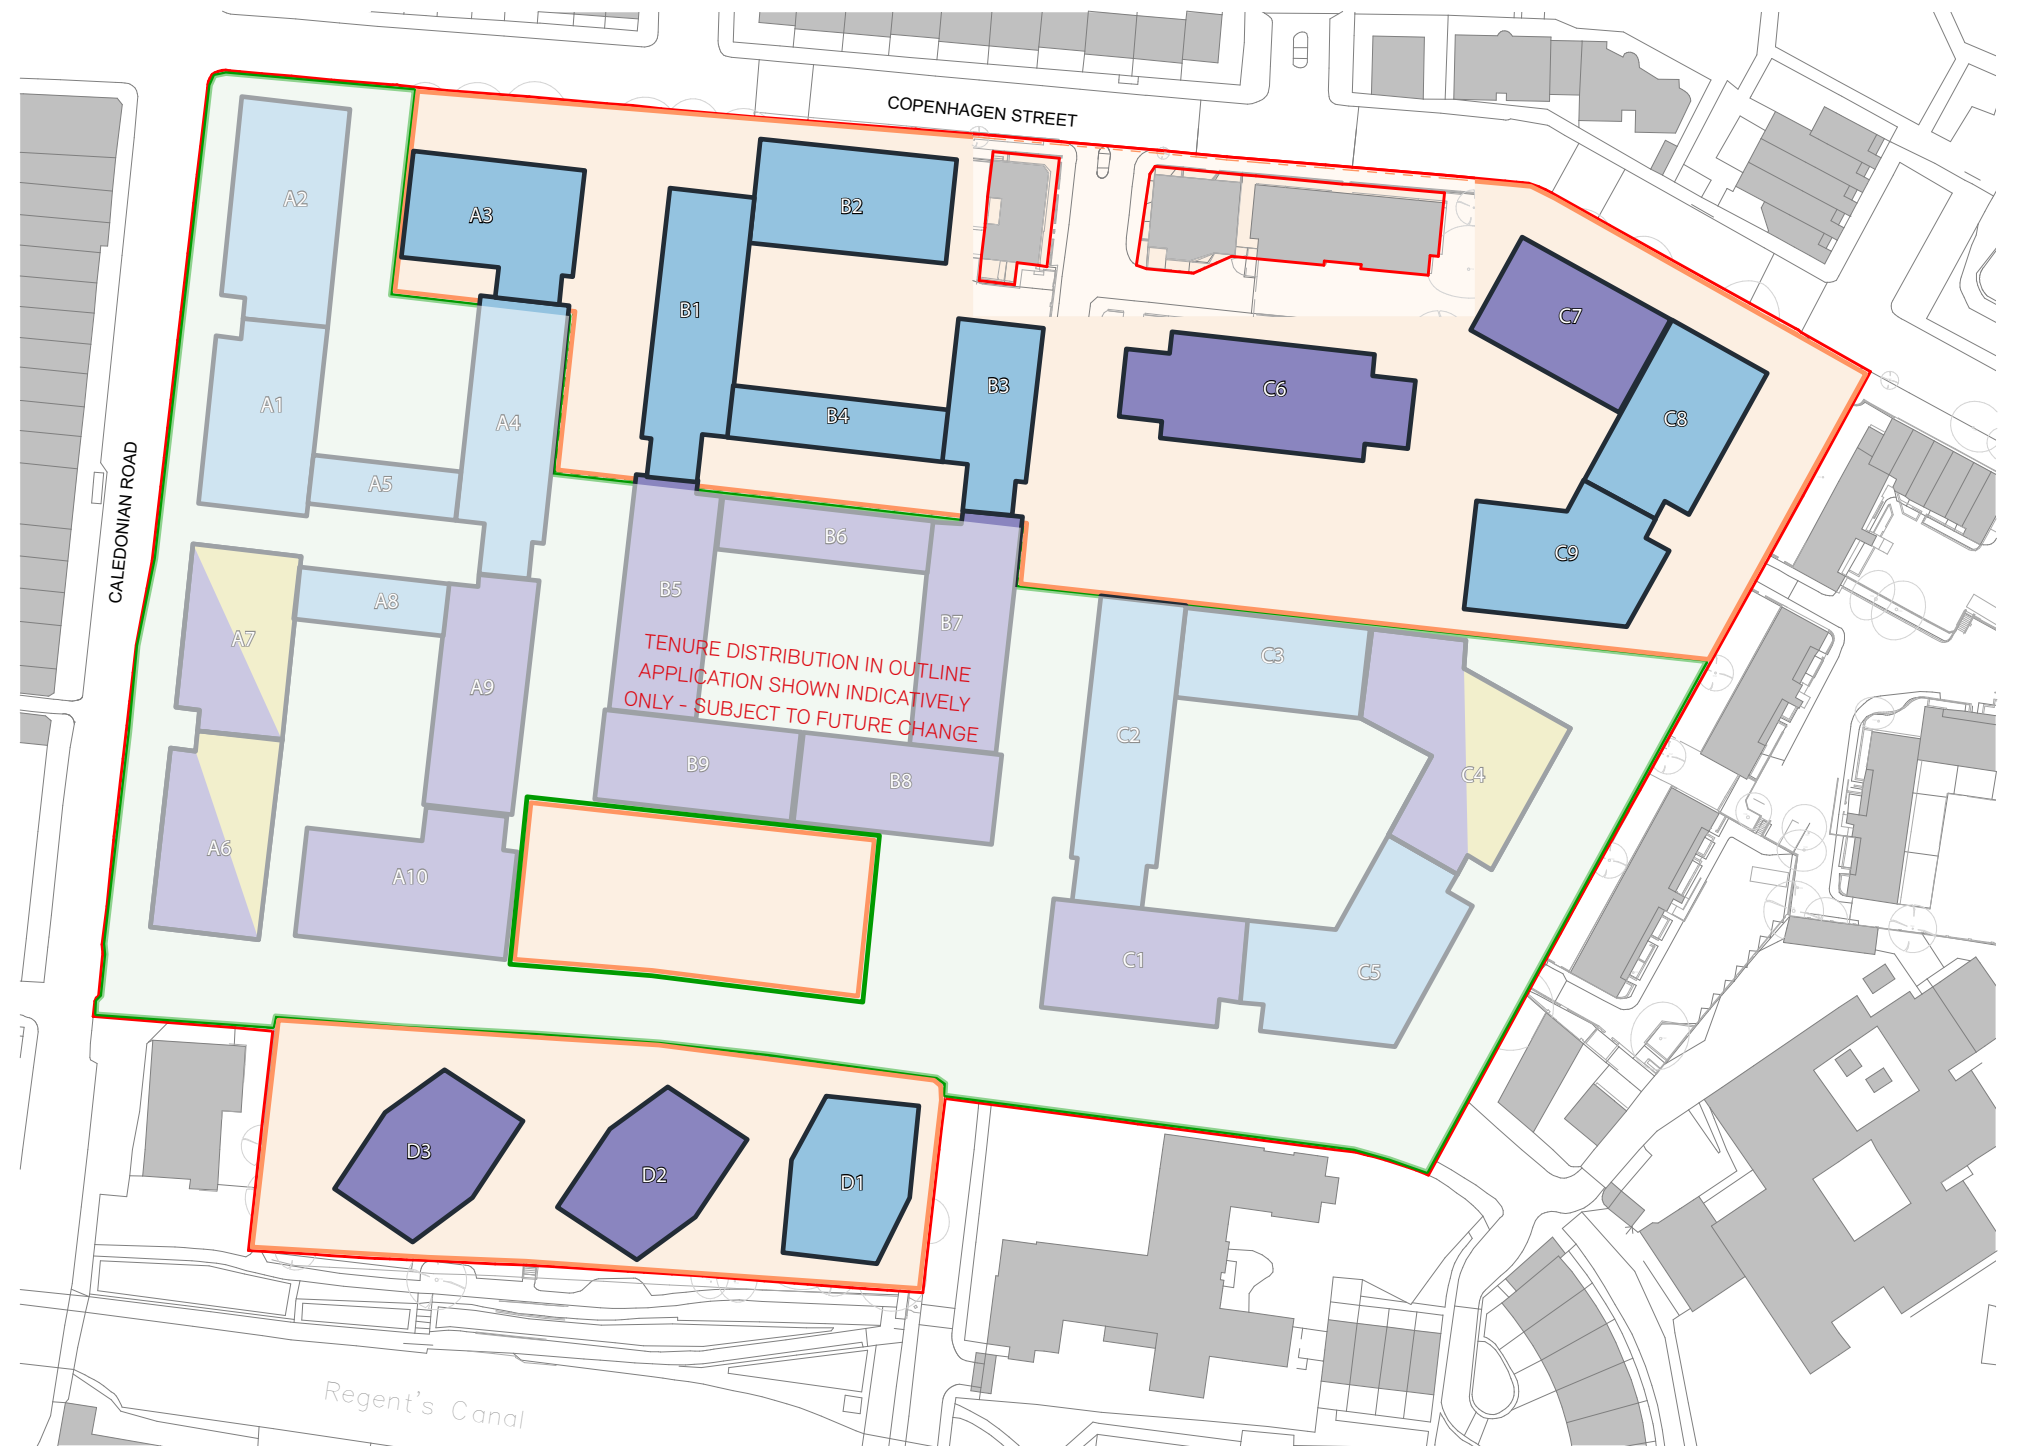 COPENHAGEN STREET
A2
A3
B2
B1
C7
C6
B3
C8
A1
A4
B4
A5
CALEDONIAN ROAD
B6
C9
B5
A8
B7
A7
TENURE DISTRIBUTION IN OUTLINE
APPLICATION SHOWN INDICATIVELY
ONLY - SUBJECT TO FUTURE CHANGE
C3
A9
C2
B9
B8
C4
A6
A10
C1
C5
D3
D2
D1
Regent's Canal